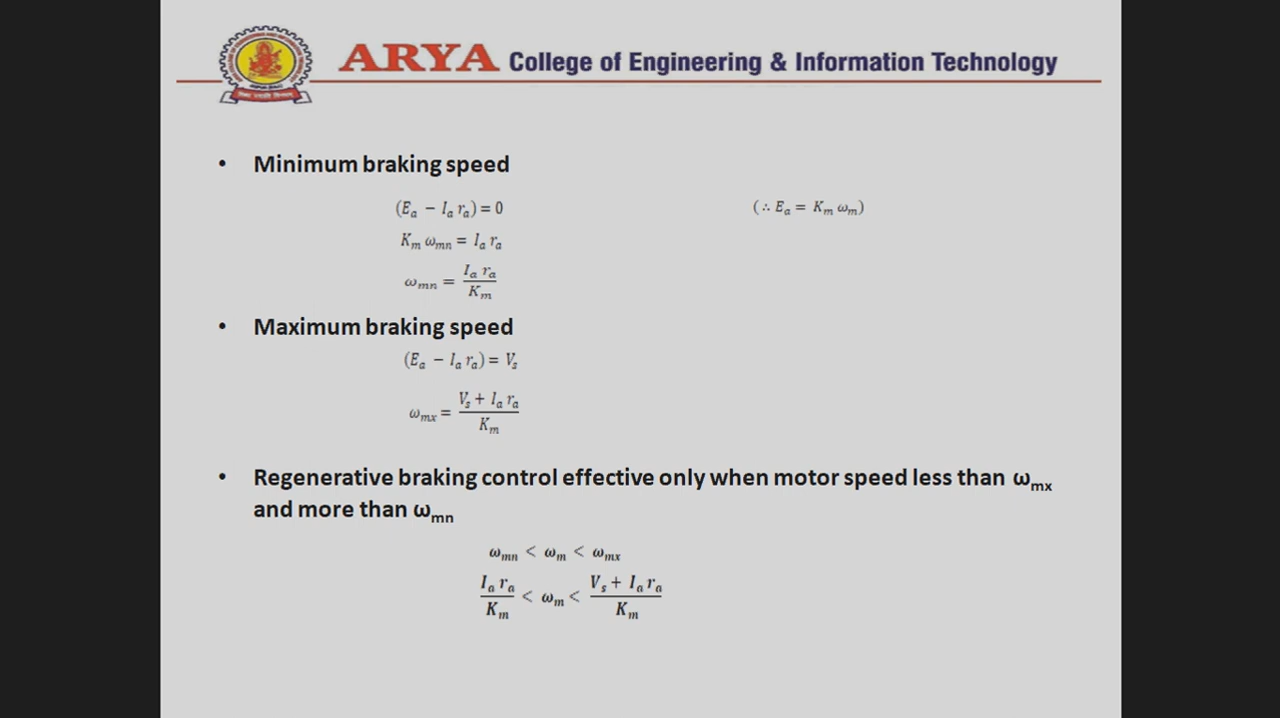 ARYA College of Engineering & Information Technology
• Minimum braking speed
(E_a − I_a r_a) = 0 (∴ E_a = K_m ω_m)
K_m ω_mn = I_a r_a
ω_mn = I_a r_a / K_m
• Maximum braking speed
(E_a − I_a r_a) = V_s
ω_mx = V_s + I_a r_a / K_m
• Regenerative braking control effective only when motor speed less than ω_mx
and more than ω_mn
ω_mn < ω_m < ω_mx
I_a r_a / K_m < ω_m < V_s + I_a r_a / K_m